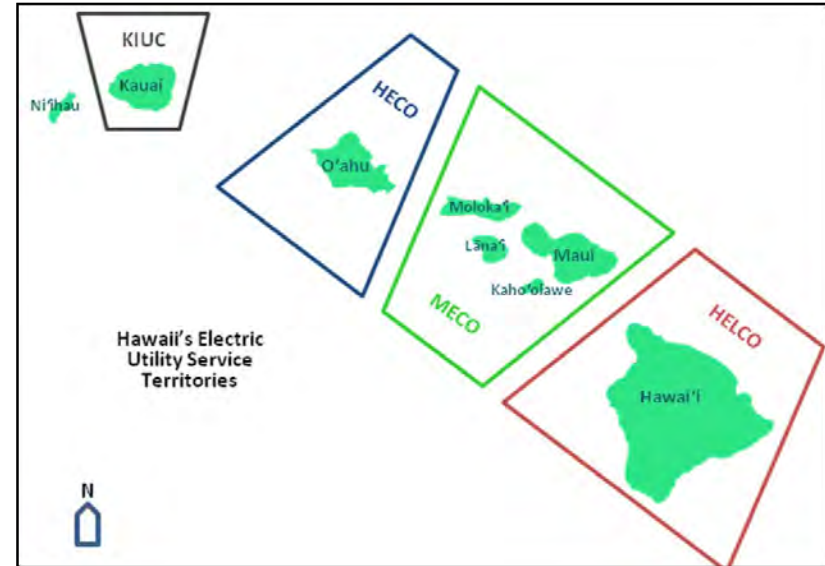 KIUC
Kauai
Ni‘ihau
HECO
O‘ahu
Moloka‘i
Lāna‘i
Maui
Kaho‘olawe
MECO
HELCO
Hawai‘i
Hawaii’s Electric
Utility Service
Territories
N